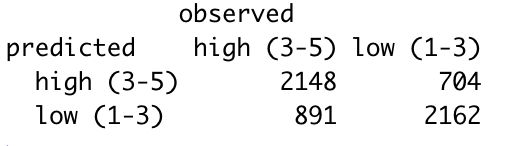 observed
predicted high (3-5) low (1-3)
high (3-5) 2148 704
low (1-3) 891 2162